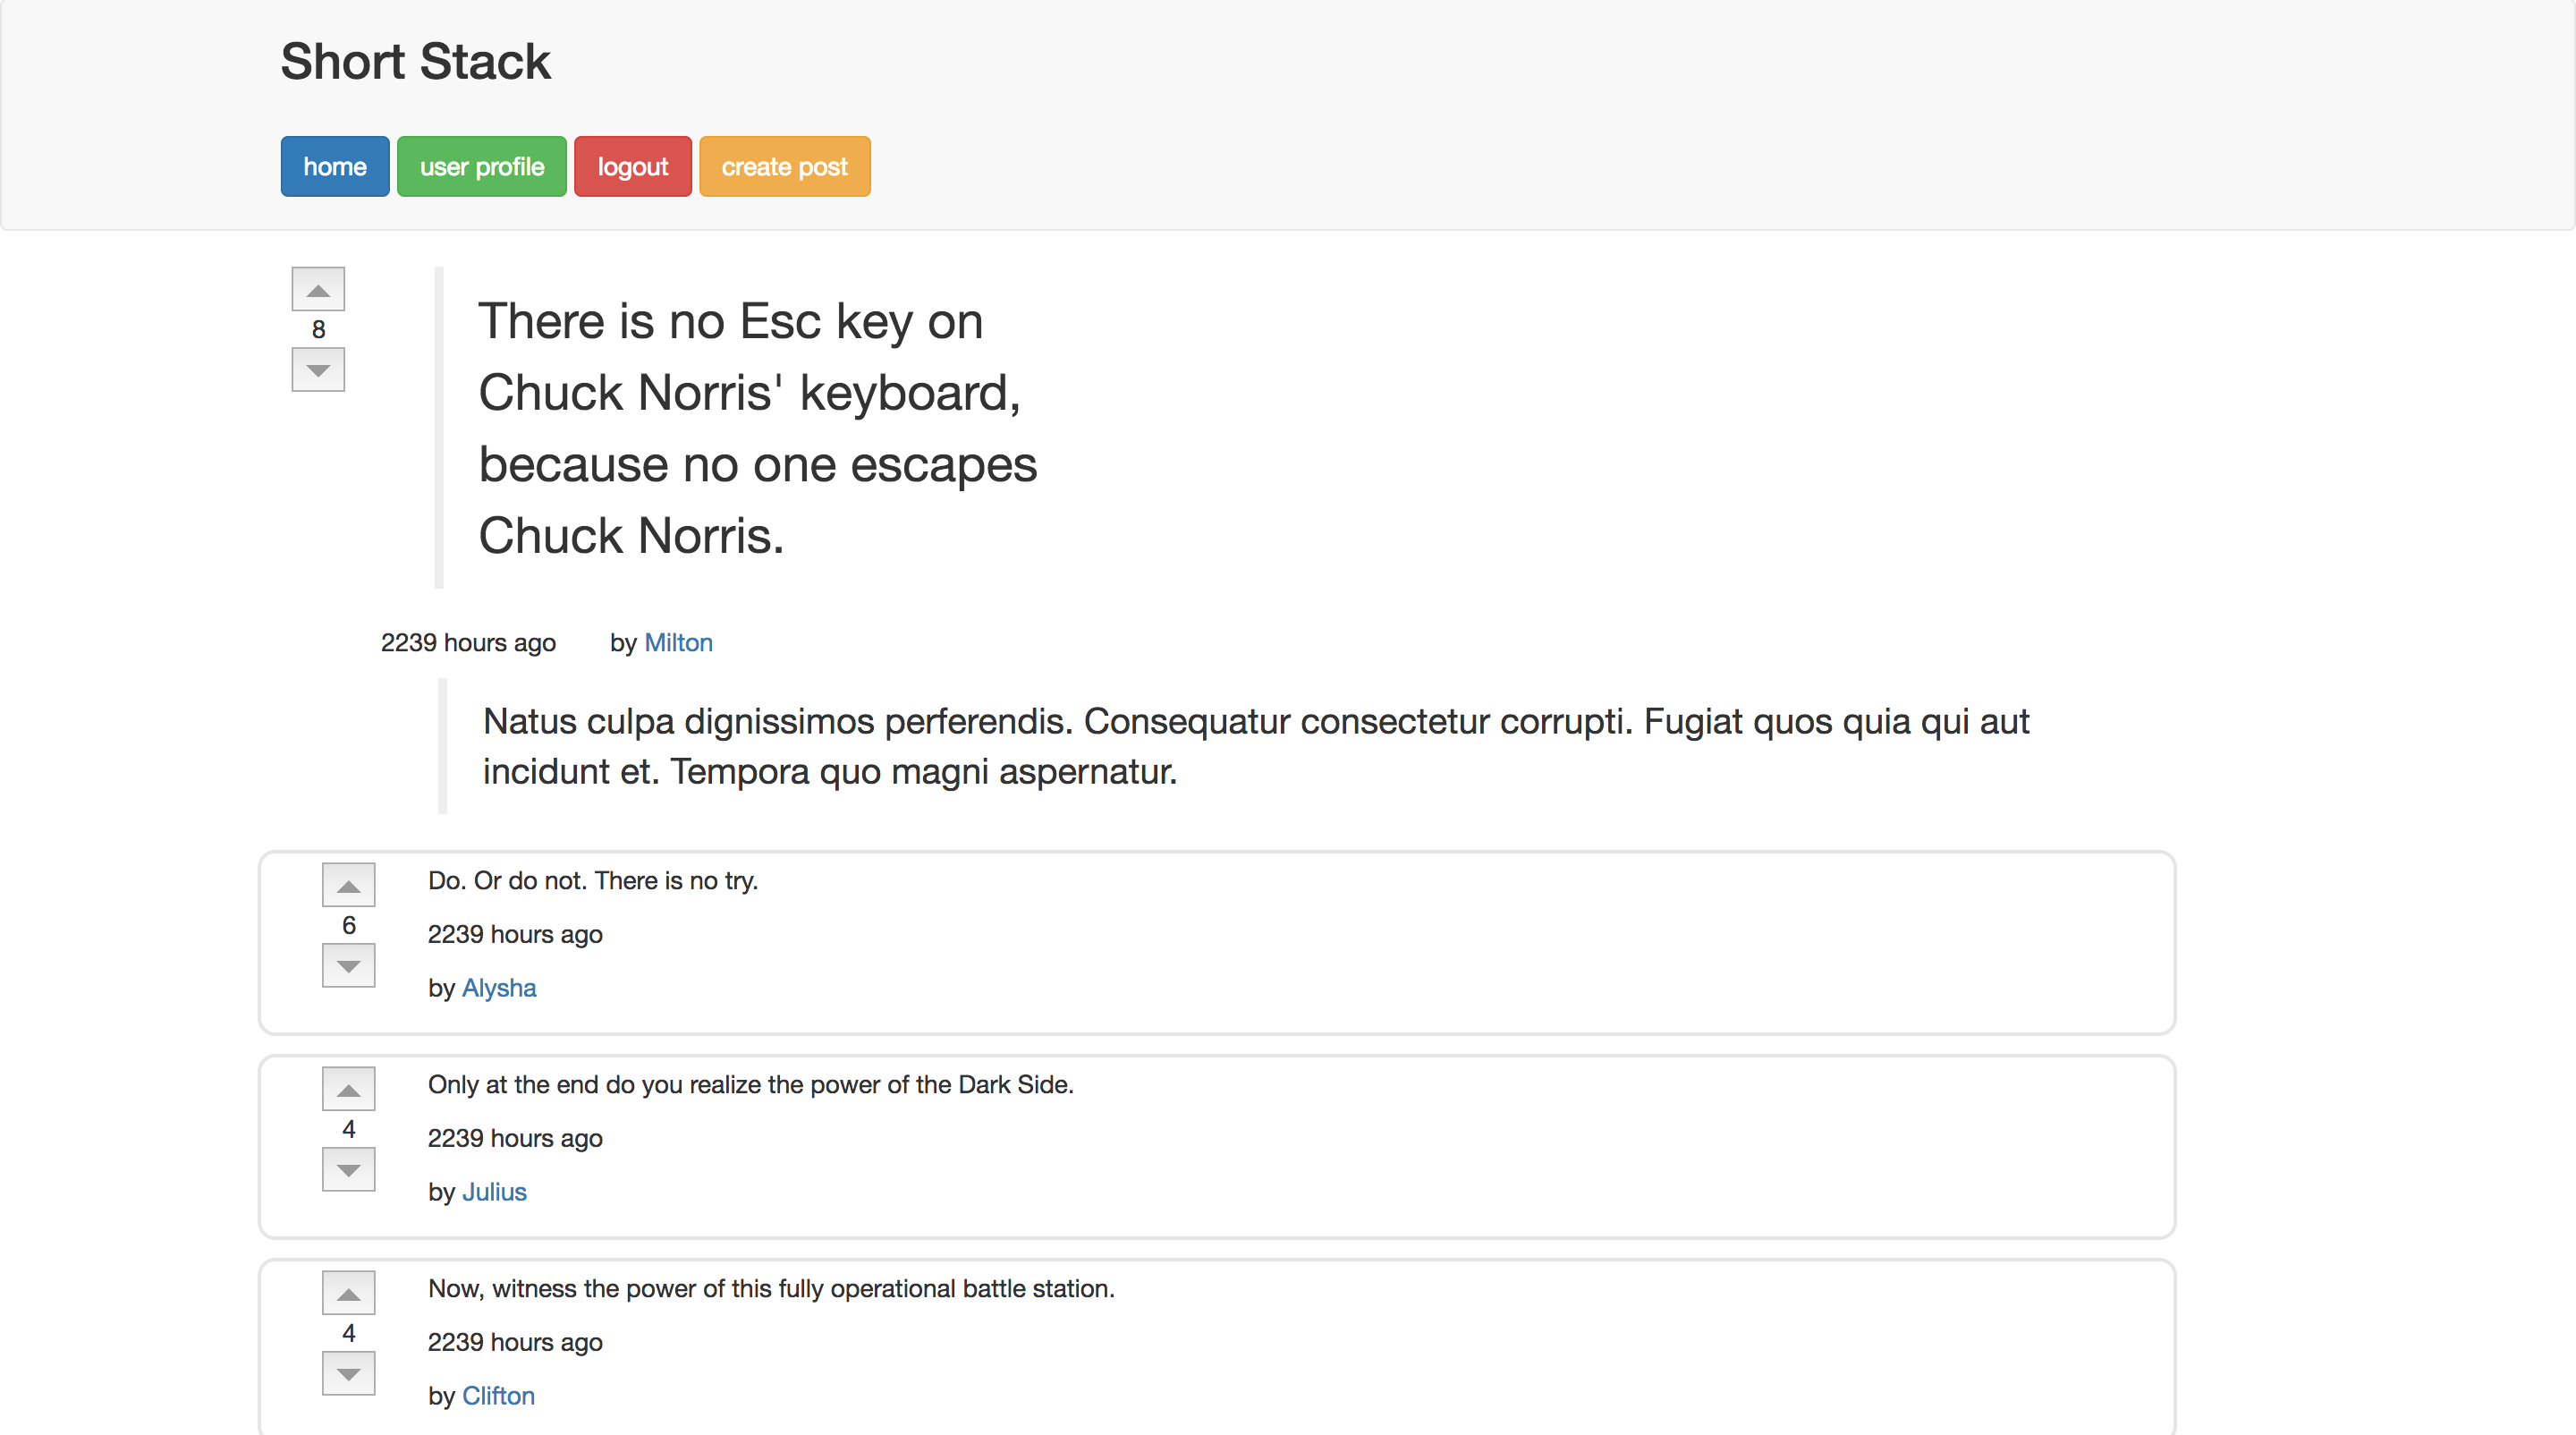 Short Stack
home user profile logout create post
8
There is no Esc key on
Chuck Norris' keyboard,
because no one escapes
Chuck Norris.
2239 hours ago by Milton
Natus culpa dignissimos perferendis. Consequatur consectetur corrupti. Fugiat quos quia qui aut
incidunt et. Tempora quo magni aspernatur.
Do. Or do not. There is no try.
6
2239 hours ago
by Alysha
Only at the end do you realize the power of the Dark Side.
4
2239 hours ago
by Julius
Now, witness the power of this fully operational battle station.
4
2239 hours ago
by Clifton